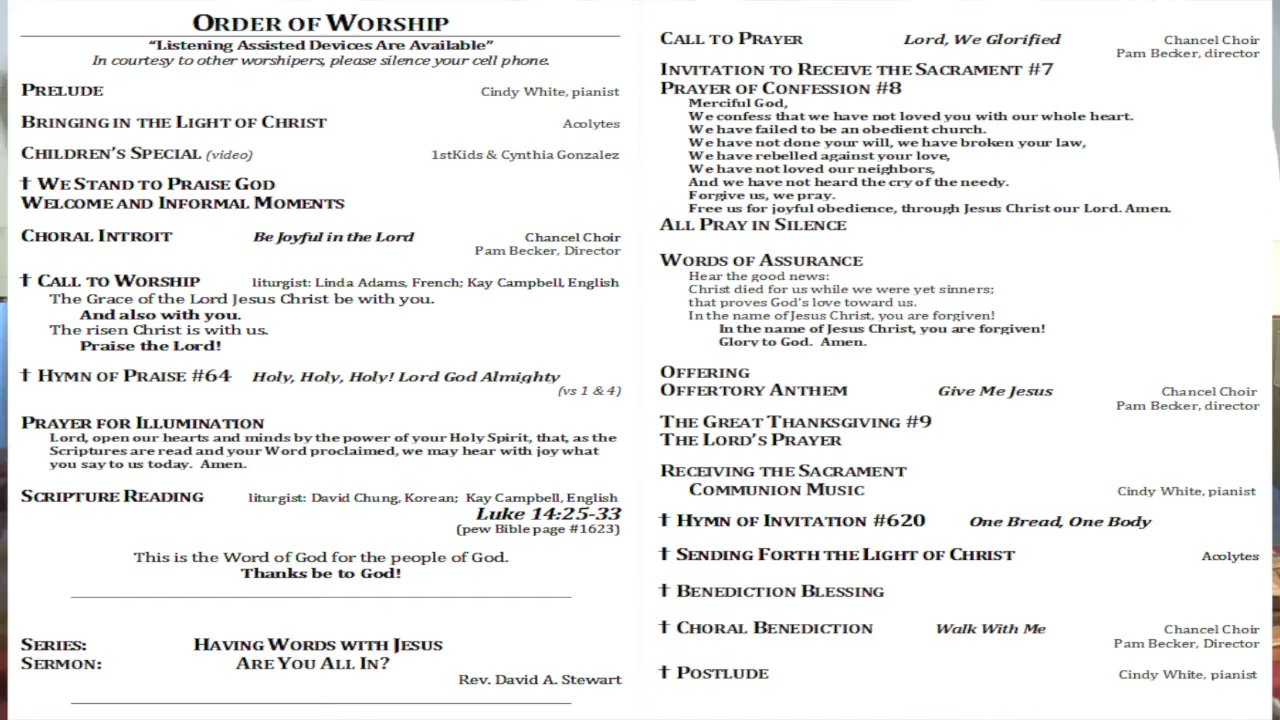 ORDER OF WORSHIP
"Listening Assisted Devices Are Available"
In courtesy to other worshipers, please silence your cell phone.
PRELUDE Cindy White, pianist
BRINGING IN THE LIGHT OF CHRIST Acolytes
CHILDREN'S SPECIAL (video) 1stKids & Cynthia Gonzalez
† WE STAND TO PRAISE GOD
WELCOME AND INFORMAL MOMENTS
CHORAL INTROIT Be Joyful in the Lord Chancel Choir
Pam Becker, Director
† CALL TO WORSHIP liturgist: Linda Adams, French; Kay Campbell, English
The Grace of the Lord Jesus Christ be with you.
And also with you.
The risen Christ is with us.
Praise the Lord!
† HYMN OF PRAISE #64 Holy, Holy, Holy! Lord God Almighty
(vs 1 & 4)
PRAYER FOR ILLUMINATION
Lord, open our hearts and minds by the power of your Holy Spirit, that, as the
Scriptures are read and your Word proclaimed, we may hear with joy what
you say to us today. Amen.
SCRIPTURE READING liturgist: David Chung, Korean; Kay Campbell, English
Luke 14:25-33
(pew Bible page #1623)
This is the Word of God for the people of God.
Thanks be to God!
SERIES: HAVING WORDS WITH JESUS
SERMON: ARE YOU ALL IN?
Rev. David A. Stewart
CALL TO PRAYER Lord, We Glorified Chancel Choir
Pam Becker, director
INVITATION TO RECEIVE THE SACRAMENT #7
PRAYER OF CONFESSION #8
Merciful God,
We confess that we have not loved you with our whole heart.
We have failed to be an obedient church.
We have not done your will, we have broken your law,
We have rebelled against your love,
We have not loved our neighbors,
And we have not heard the cry of the needy.
Forgive us, we pray.
Free us for joyful obedience, through Jesus Christ our Lord. Amen.
ALL PRAY IN SILENCE
WORDS OF ASSURANCE
Hear the good news:
Christ died for us while we were yet sinners;
that proves God's love toward us.
In the name of Jesus Christ, you are forgiven!
In the name of Jesus Christ, you are forgiven!
Glory to God. Amen.
OFFERING
OFFERTORY ANTHEM Give Me Jesus Chancel Choir
Pam Becker, director
THE GREAT THANKSGIVING #9
THE LORD'S PRAYER
RECEIVING THE SACRAMENT
COMMUNION MUSIC Cindy White, pianist
† HYMN OF INVITATION #620 One Bread, One Body
† SENDING FORTH THE LIGHT OF CHRIST Acolytes
† BENEDICTION BLESSING
† CHORAL BENEDICTION Walk With Me Chancel Choir
Pam Becker, Director
† POSTLUDE Cindy White, pianist